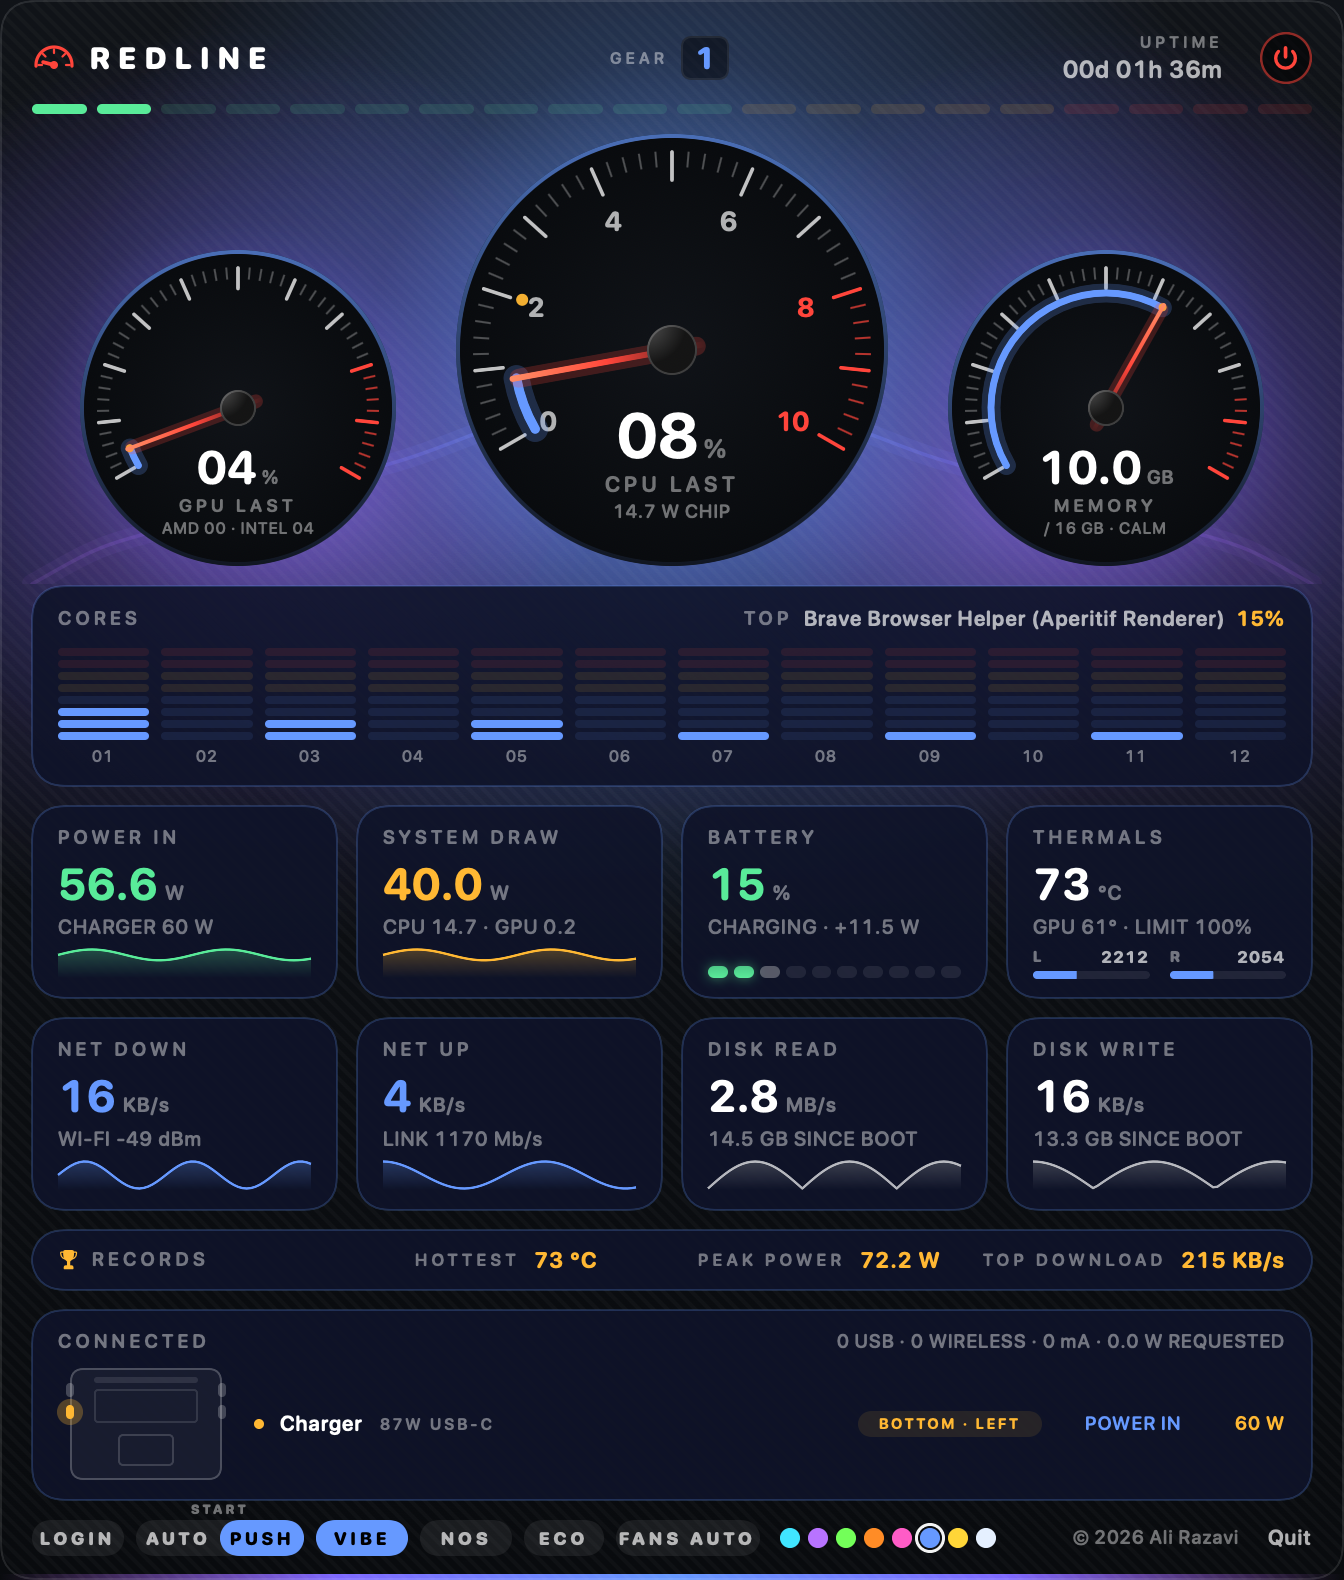 REDLINE
GEAR 1
UPTIME
00d 01h 36m
4 6
2 8
0 10
08 %
CPU LAST
14.7 W CHIP
04 %
GPU LAST
AMD 00 · INTEL 04
10.0 GB
MEMORY
/ 16 GB · CALM
CORES TOP Brave Browser Helper (Aperitif Renderer) 15%
01 02 03 04 05 06 07 08 09 10 11 12
POWER IN
56.6 W
CHARGER 60 W
SYSTEM DRAW
40.0 W
CPU 14.7 · GPU 0.2
BATTERY
15 %
CHARGING · +11.5 W
THERMALS
73 °C
GPU 61° · LIMIT 100%
L 2212 R 2054
NET DOWN
16 KB/s
WI-FI -49 dBm
NET UP
4 KB/s
LINK 1170 Mb/s
DISK READ
2.8 MB/s
14.5 GB SINCE BOOT
DISK WRITE
16 KB/s
13.3 GB SINCE BOOT
RECORDS HOTTEST 73 °C PEAK POWER 72.2 W TOP DOWNLOAD 215 KB/s
CONNECTED 0 USB · 0 WIRELESS · 0 mA · 0.0 W REQUESTED
Charger 87W USB-C BOTTOM · LEFT POWER IN 60 W
START
LOGIN AUTO PUSH VIBE NOS ECO FANS AUTO © 2026 Ali Razavi Quit